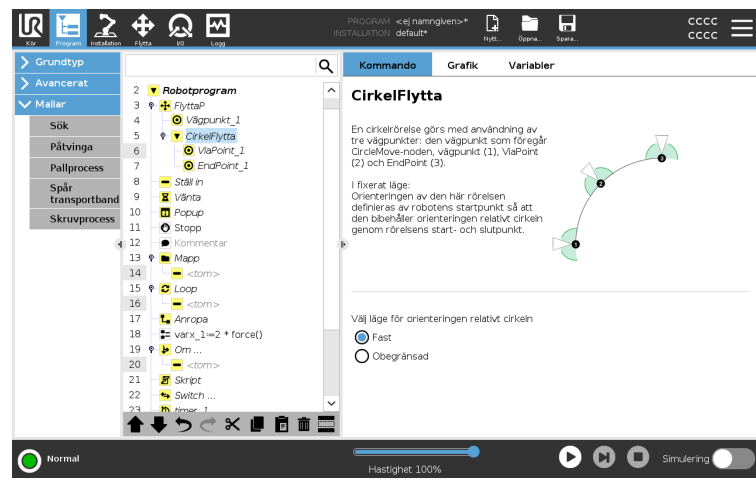 PROGRAM <ej namngiven>*
INSTALLATION default*
CCCC
CCCC
Kör
Program
Installation
Flytta
I/O
Logg
Nytt...
Öppna...
Spara...
Grundtyp
Avancerat
Mallar
Sök
Påtvinga
Pallprocess
Spår
transportband
Skruvprocess
2 Robotprogram
3 FlyttaP
4 Vägpunkt_1
5 CirkelFlytta
6 ViaPoint_1
7 EndPoint_1
8 Ställ in
9 Vänta
10 Popup
11 Stopp
12 Kommentar
13 Mapp
14 <tom>
15 Loop
16 <tom>
17 Anropa
18 varx_1≔2 * force()
19 Om ...
20 <tom>
21 Skript
22 Switch ...
23 timer_1
Kommando
Grafik
Variabler
CirkelFlytta
En cirkelrörelse görs med användning av
tre vägpunkter: den vägpunkt som föregår
CircleMove-noden, vägpunkt (1), ViaPoint
(2) och EndPoint (3).
I fixerat läge:
Orienteringen av den här rörelsen
definieras av robotens startpunkt så att
den bibehåller orienteringen relativt cirkeln
genom rörelsens start- och slutpunkt.
1
2
3
Välj läge för orienteringen relativt cirkeln
Fast
Obegränsad
Normal
Hastighet 100%
Simulering